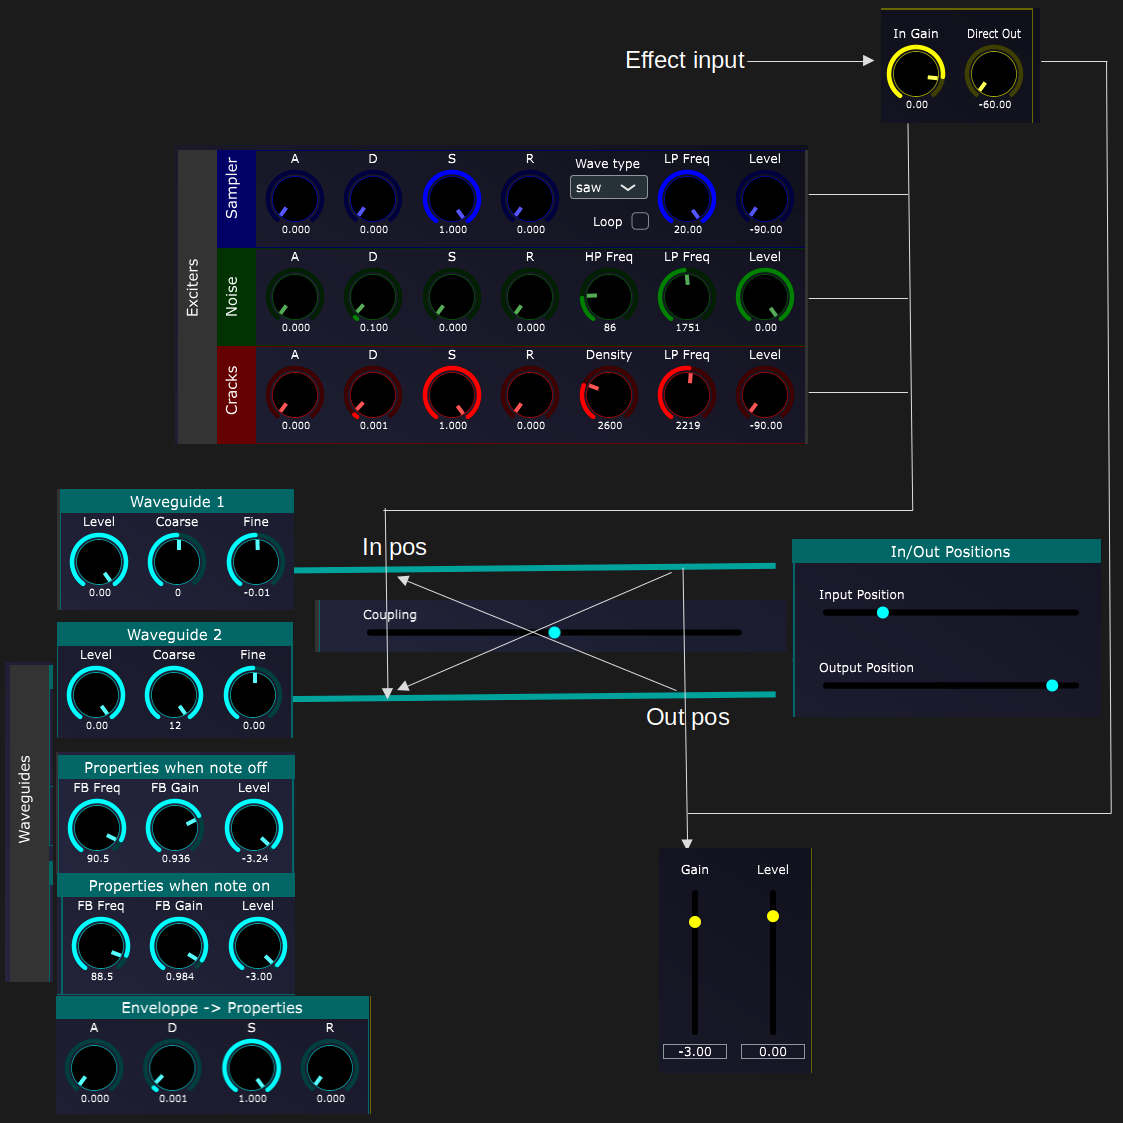 Effect input
In Gain Direct Out
0.00 -60.00
Exciters
Sampler
A D S R Wave type LP Freq Level
saw
Loop
0.000 0.000 1.000 0.000 20.00 -90.00
Noise
A D S R HP Freq LP Freq Level
0.000 0.100 0.000 0.000 86 1751 0.00
Cracks
A D S R Density LP Freq Level
0.000 0.001 1.000 0.000 2600 2219 -90.00
Waveguides
Waveguide 1
Level Coarse Fine
0.00 0 -0.01
In pos
Coupling
In/Out Positions
Input Position
Output Position
Waveguide 2
Level Coarse Fine
0.00 12 0.00
Out pos
Properties when note off
FB Freq FB Gain Level
90.5 0.936 -3.24
Properties when note on
FB Freq FB Gain Level
88.5 0.984 -3.00
Enveloppe -> Properties
A D S R
0.000 0.001 1.000 0.000
Gain Level
-3.00 0.00